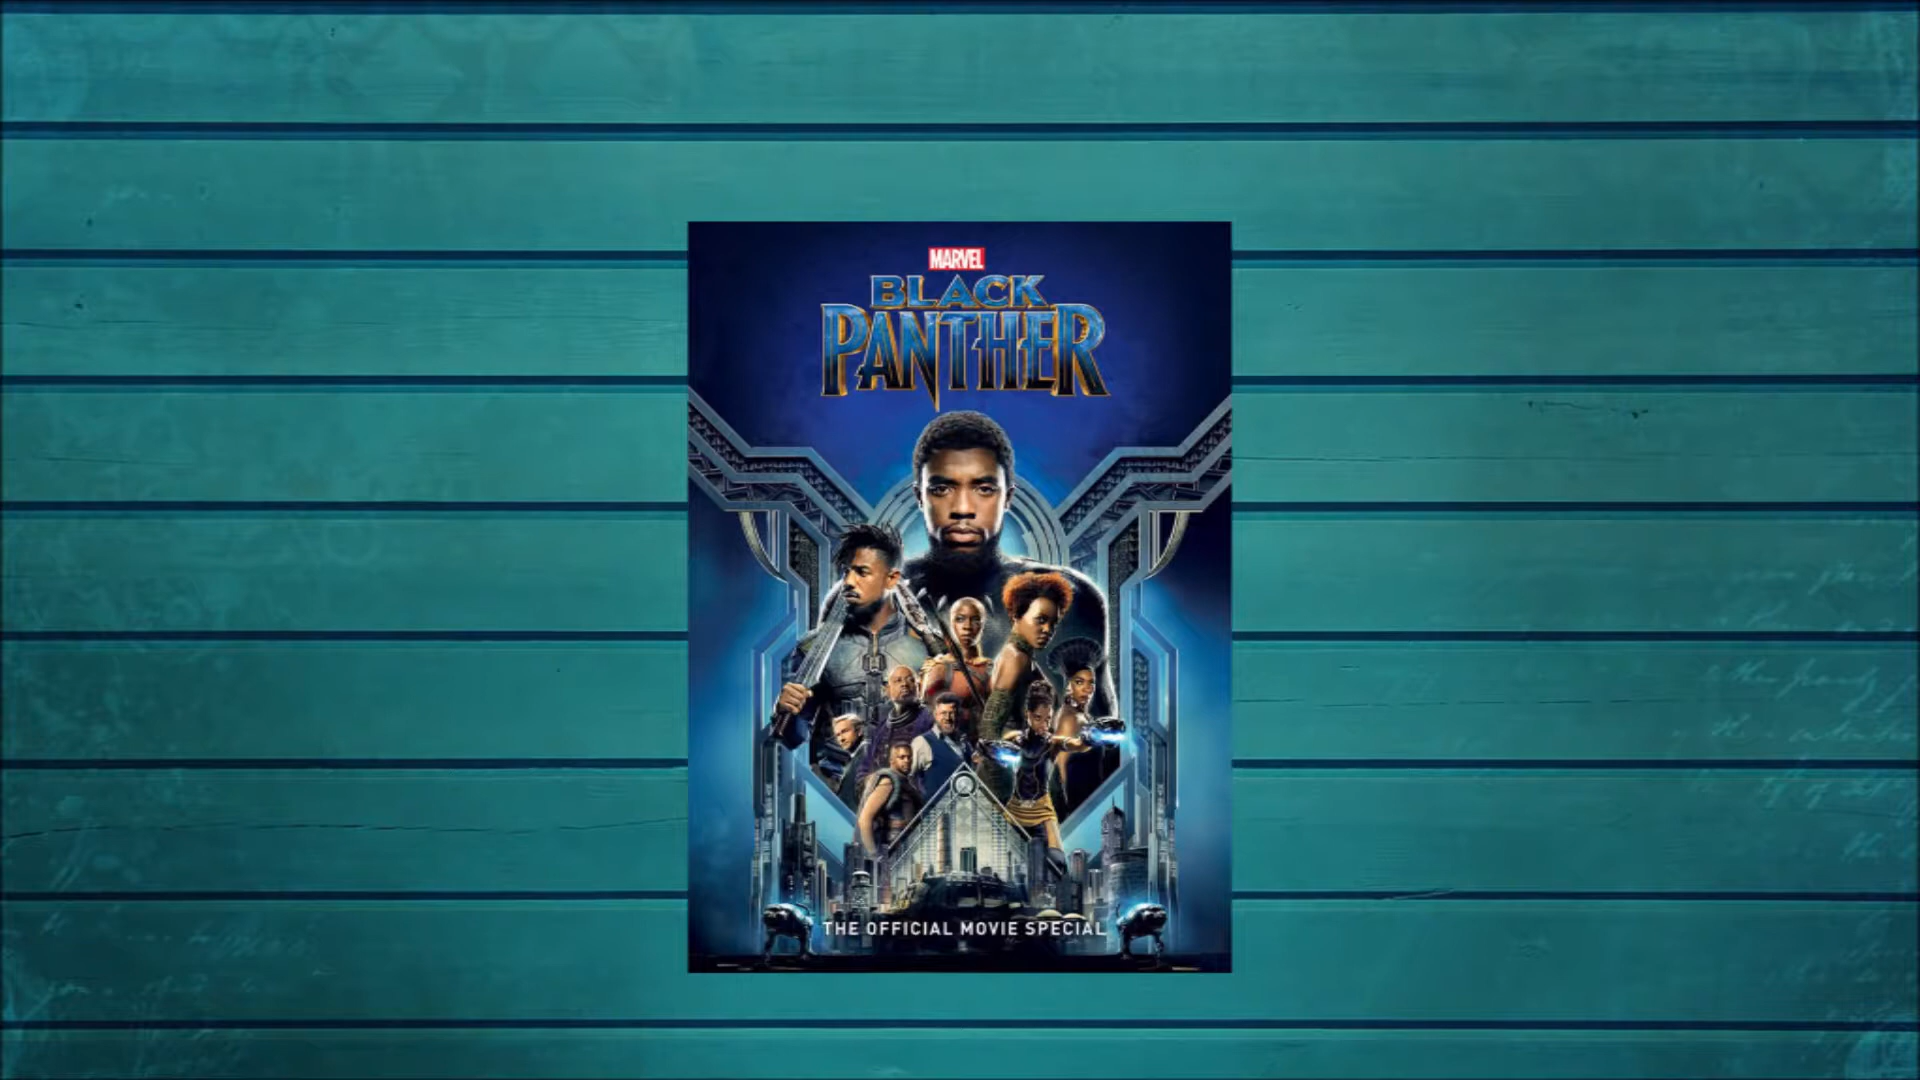 MARVEL
BLACK
PANTHER
THE OFFICIAL MOVIE SPECIAL